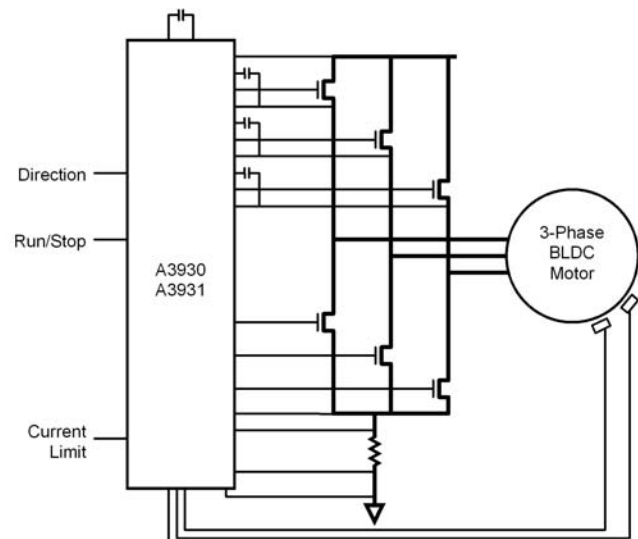 Direction
Run/Stop
A3930
A3931
3-Phase
BLDC
Motor
Current
Limit